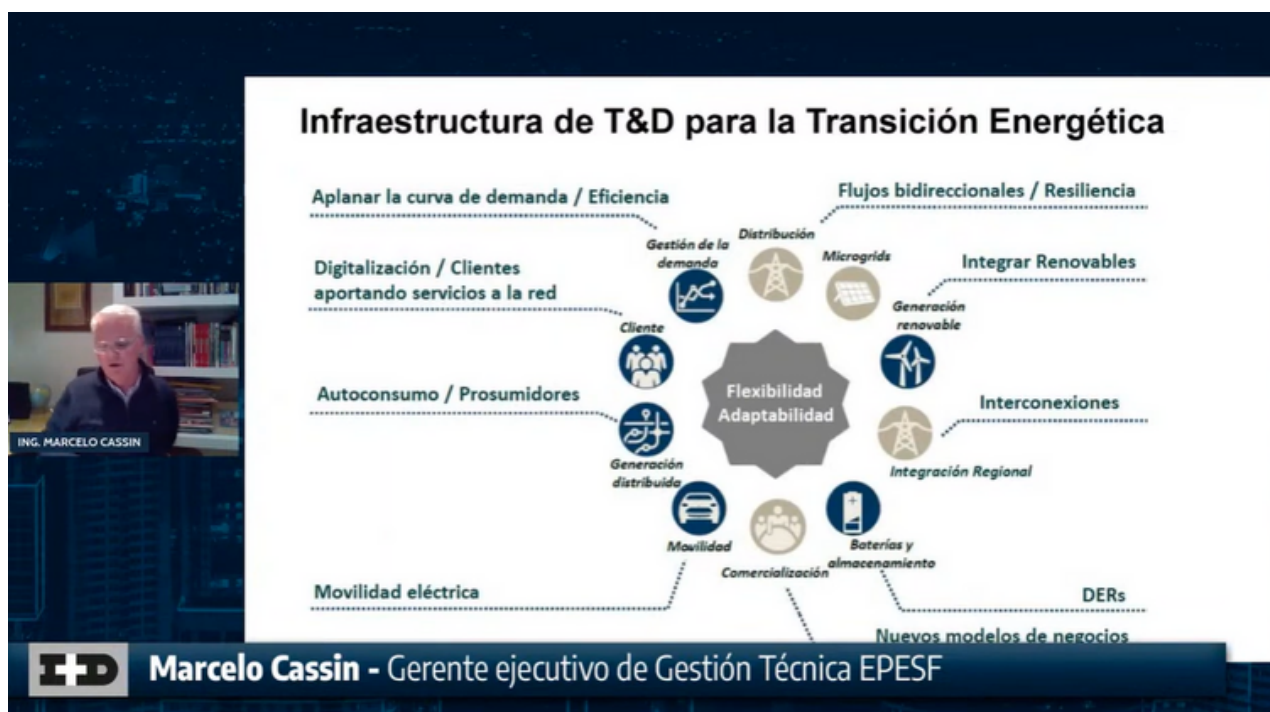 Infraestructura de T&D para la Transición Energética
Aplanar la curva de demanda / Eficiencia
Flujos bidireccionales / Resiliencia
Gestión de la
demanda
Distribución
Microgrids
Digitalización / Clientes
aportando servicios a la red
Integrar Renovables
Generación
renovable
Cliente
Flexibilidad
Adaptabilidad
Autoconsumo / Prosumidores
Interconexiones
Generación
distribuida
Integración Regional
Movilidad
Comercialización
Baterías y
almacenamiento
Movilidad eléctrica
DERs
Nuevos modelos de negocios
ING. MARCELO CASSIN
I+D
Marcelo Cassin - Gerente ejecutivo de Gestión Técnica EPESF